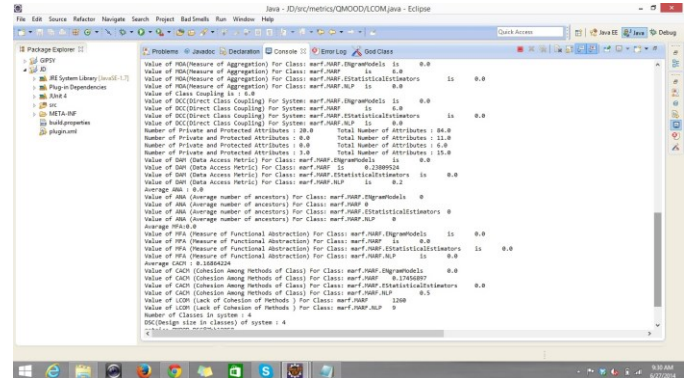 Java - JD/src/metrics/QMOOD/LCOM.java - Eclipse
File Edit Source Refactor Navigate Search Project Bad Smells Run Window Help
Quick Access
Java EE Java Debug
Package Explorer
GIPSY
JD
JRE System Library [JavaSE-1.7]
Plug-in Dependencies
JUnit 4
src
META-INF
build.properties
plugin.xml
Problems @ Javadoc Declaration Console Error Log God Class
Value of MOA(Measure of Aggregation) For Class: marf.MARF.ENgramModels is 0.0
Value of MOA(Measure of Aggregation) For Class: marf.MARF is 6.0
Value of MOA(Measure of Aggregation) For Class: marf.MARF.EStatisticalEstimators is 0.0
Value of MOA(Measure of Aggregation) For Class: marf.MARF.NLP is 0.0
Value of Class Coupling is : 6.0
Value of DCC(Direct Class Coupling) For System: marf.MARF.ENgramModels is 0.0
Value of DCC(Direct Class Coupling) For System: marf.MARF is 6.0
Value of DCC(Direct Class Coupling) For System: marf.MARF.EStatisticalEstimators is 0.0
Value of DCC(Direct Class Coupling) For System: marf.MARF.NLP is 0.0
Number of Private and Protected Attributes : 20.0 Total Number of Attributes : 84.0
Number of Private and Protected Attributes : 0.0 Total Number of Attributes : 11.0
Number of Private and Protected Attributes : 0.0 Total Number of Attributes : 6.0
Number of Private and Protected Attributes : 3.0 Total Number of Attributes : 15.0
Value of DAM (Data Access Metric) For Class: marf.MARF.ENgramModels is 0.0
Value of DAM (Data Access Metric) For Class: marf.MARF is 0.23809524
Value of DAM (Data Access Metric) For Class: marf.MARF.EStatisticalEstimators is 0.0
Value of DAM (Data Access Metric) For Class: marf.MARF.NLP is 0.2
Average ANA : 0.0
Value of ANA (Average number of ancestors) For Class: marf.MARF.ENgramModels 0
Value of ANA (Average number of ancestors) For Class: marf.MARF 0
Value of ANA (Average number of ancestors) For Class: marf.MARF.EStatisticalEstimators 0
Value of ANA (Average number of ancestors) For Class: marf.MARF.NLP 0
Avarage MFA:0.0
Value of MFA (Measure of Functional Abstraction) For Class: marf.MARF.ENgramModels is 0.0
Value of MFA (Measure of Functional Abstraction) For Class: marf.MARF is 0.0
Value of MFA (Measure of Functional Abstraction) For Class: marf.MARF.EStatisticalEstimators is 0.0
Value of MFA (Measure of Functional Abstraction) For Class: marf.MARF.NLP is 0.0
Average CACM : 0.16864224
Value of CACM (Cohesion Among Methods of Class) For Class: marf.MARF.ENgramModels 0.0
Value of CACM (Cohesion Among Methods of Class) For Class: marf.MARF 0.17456897
Value of CACM (Cohesion Among Methods of Class) For Class: marf.MARF.EStatisticalEstimators 0.0
Value of CACM (Cohesion Among Methods of Class) For Class: marf.MARF.NLP 0.5
Value of LCOM (Lack of Cohesion of Methods ) For Class: marf.MARF 1260
Value of LCOM (Lack of Cohesion of Methods ) For Class: marf.MARF.NLP 9
Number of Classes in system : 4
DSC(Design size in classes) of system : 4
9:30 AM
6/27/2014